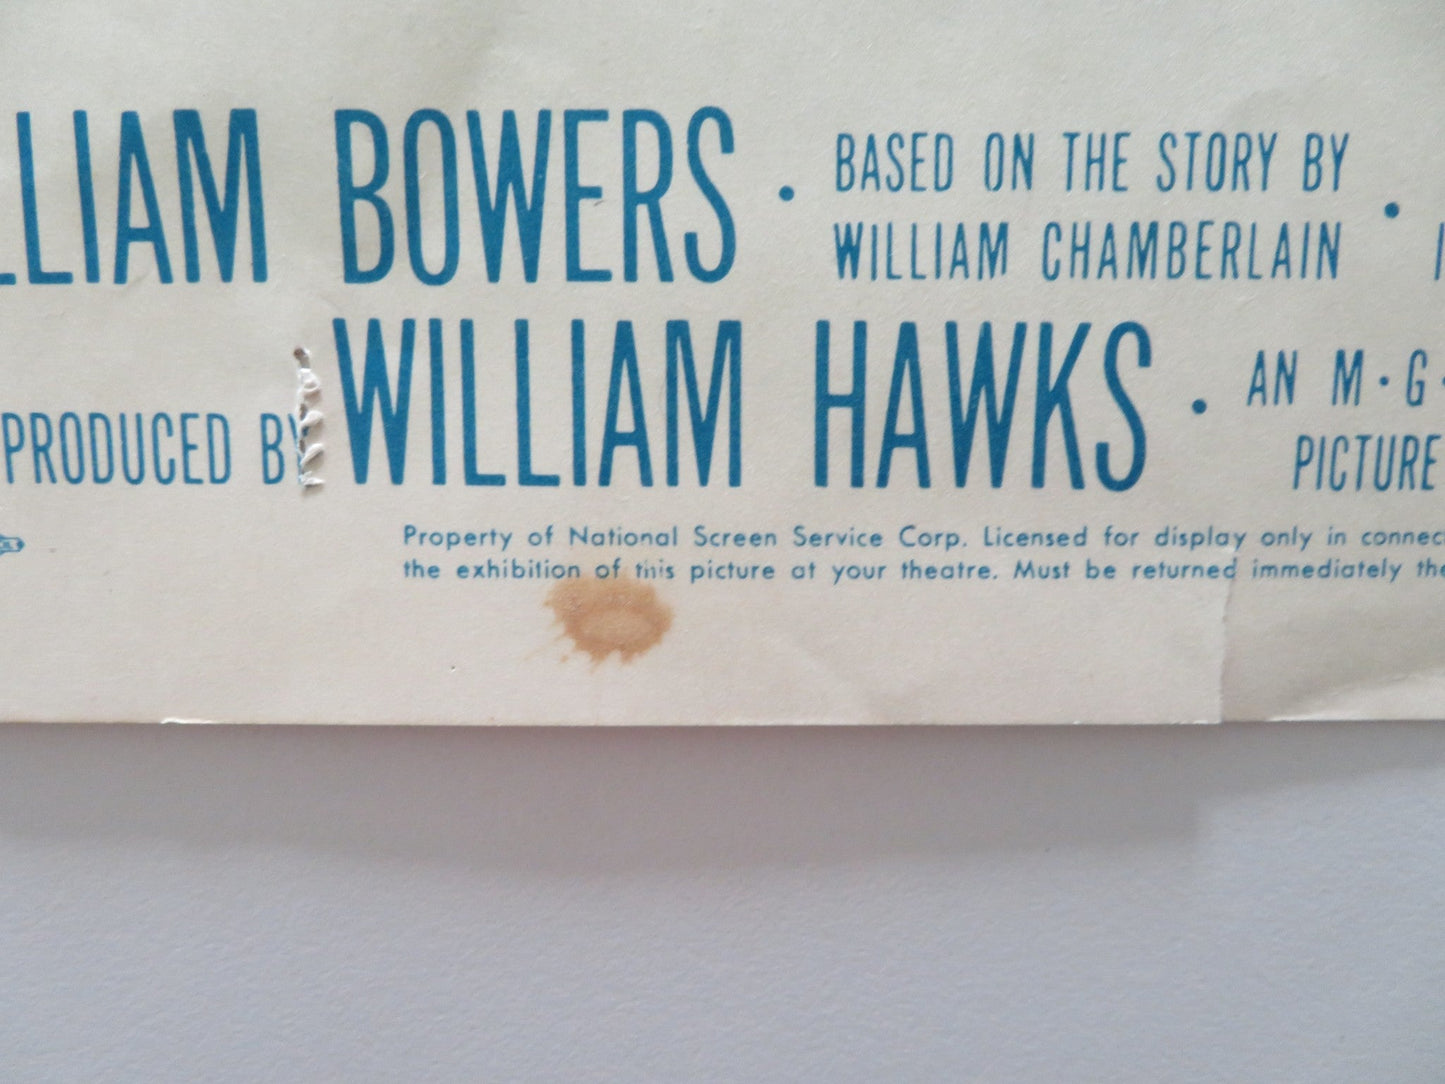 LLIAM BOWERS • BASED ON THE STORY BY
WILLIAM CHAMBERLAIN •
PRODUCED BY WILLIAM HAWKS • AN M•G•
PICTURE
Property of National Screen Service Corp. Licensed for display only in connec
the exhibition of this picture at your theatre. Must be returned immediately the